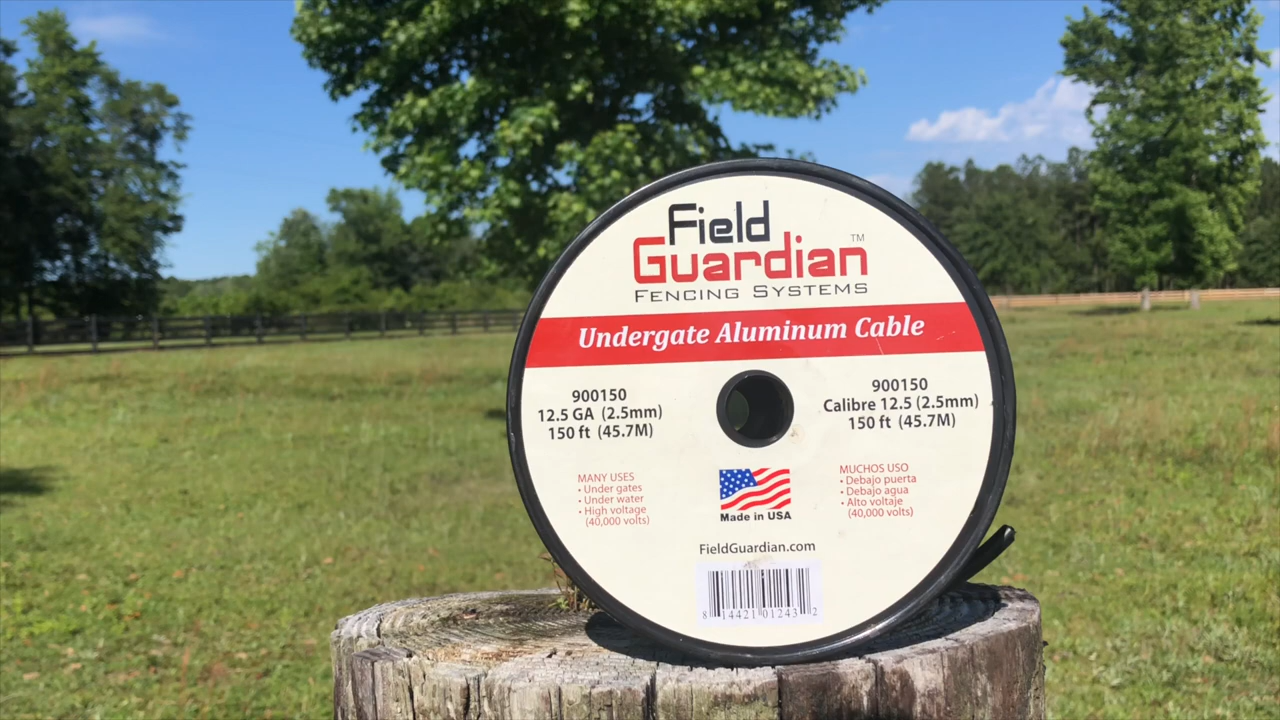 Field
Guardian™
FENCING SYSTEMS
Undergate Aluminum Cable
900150
12.5 GA (2.5mm)
150 ft (45.7M)
900150
Calibre 12.5 (2.5mm)
150 ft (45.7M)
MANY USES
• Under gates
• Under water
• High voltage
(40,000 volts)
Made in USA
MUCHOS USO
• Debajo puerta
• Debajo agua
• Alto voltaje
(40,000 volts)
FieldGuardian.com
8 14421 01243 2